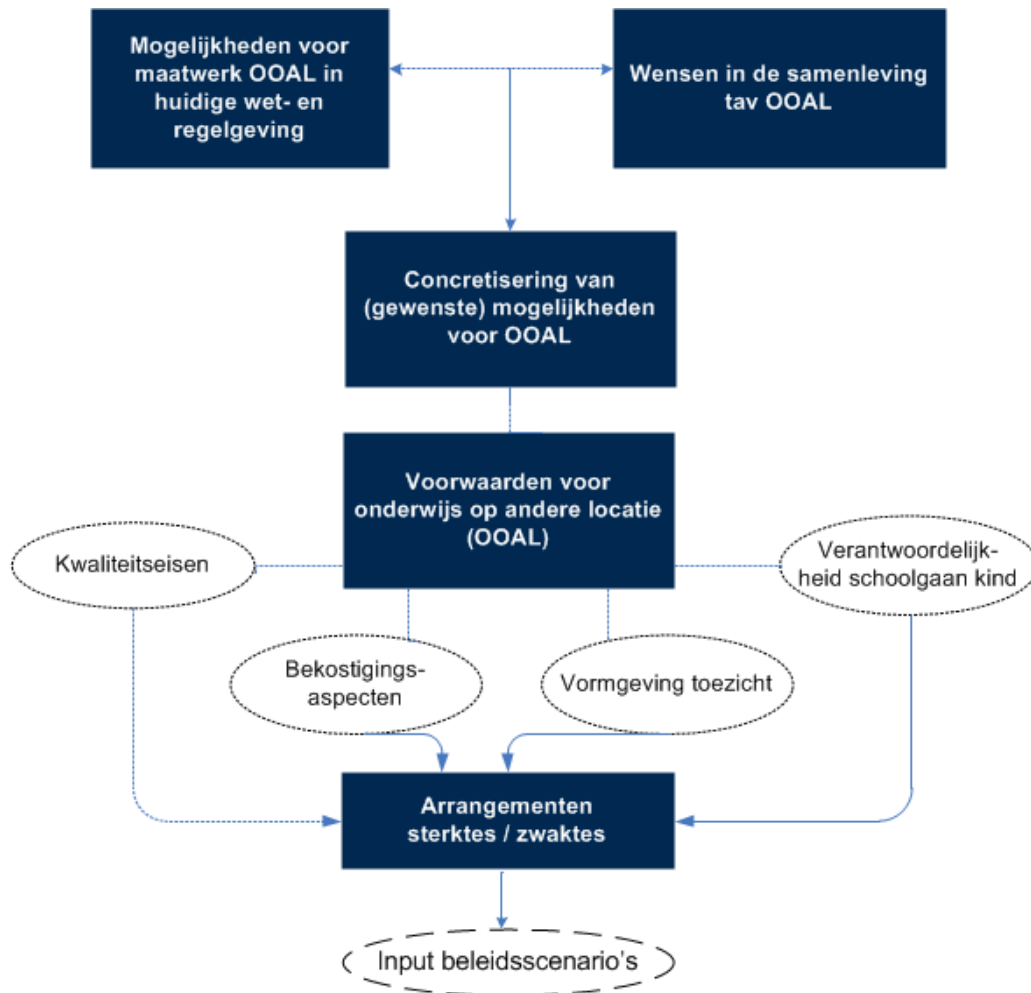 Mogelijkheden voor
maatwerk OOAL in
huidige wet- en
regelgeving
Wensen in de samenleving
tav OOAL
Concretisering van
(gewenste) mogelijkheden
voor OOAL
Voorwaarden voor
onderwijs op andere locatie
(OOAL)
Kwaliteitseisen
Verantwoordelijk-
heid schoolgaan kind
Bekostigings-
aspecten
Vormgeving toezicht
Arrangementen
sterktes / zwaktes
Input beleidsscenario's